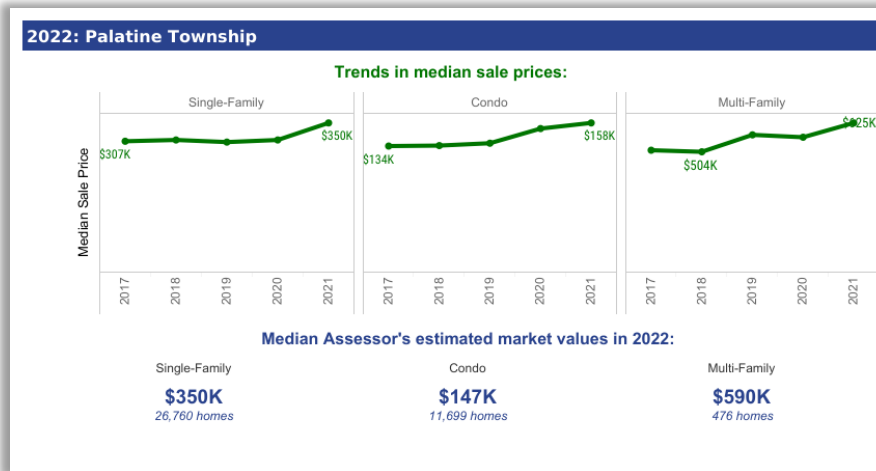 2022: Palatine Township
Trends in median sale prices:
Single-Family Condo Multi-Family
Median Sale Price
$307K $350K
$134K $158K
$504K
2017 2018 2019 2020 2021 2017 2018 2019 2020 2021 2017 2018 2019 2020 2021
Median Assessor's estimated market values in 2022:
Single-Family Condo Multi-Family
$350K $147K $590K
26,760 homes 11,699 homes 476 homes